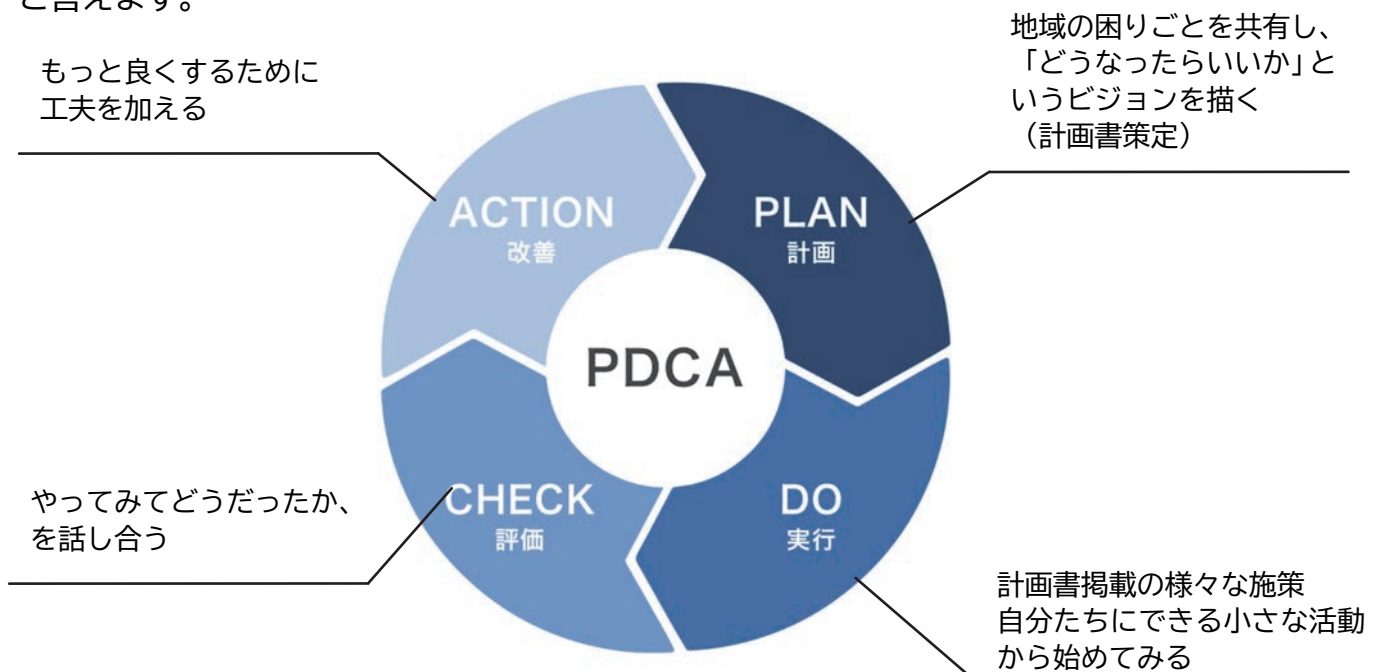 と言えます。
地域の困りごとを共有し、
「どうなったらいいか」と
いうビジョンを描く
（計画書策定）
もっと良くするために
工夫を加える
ACTION
改善
PLAN
計画
PDCA
CHECK
評価
DO
実行
やってみてどうだったか、
を話し合う
計画書掲載の様々な施策
自分たちにできる小さな活動
から始めてみる